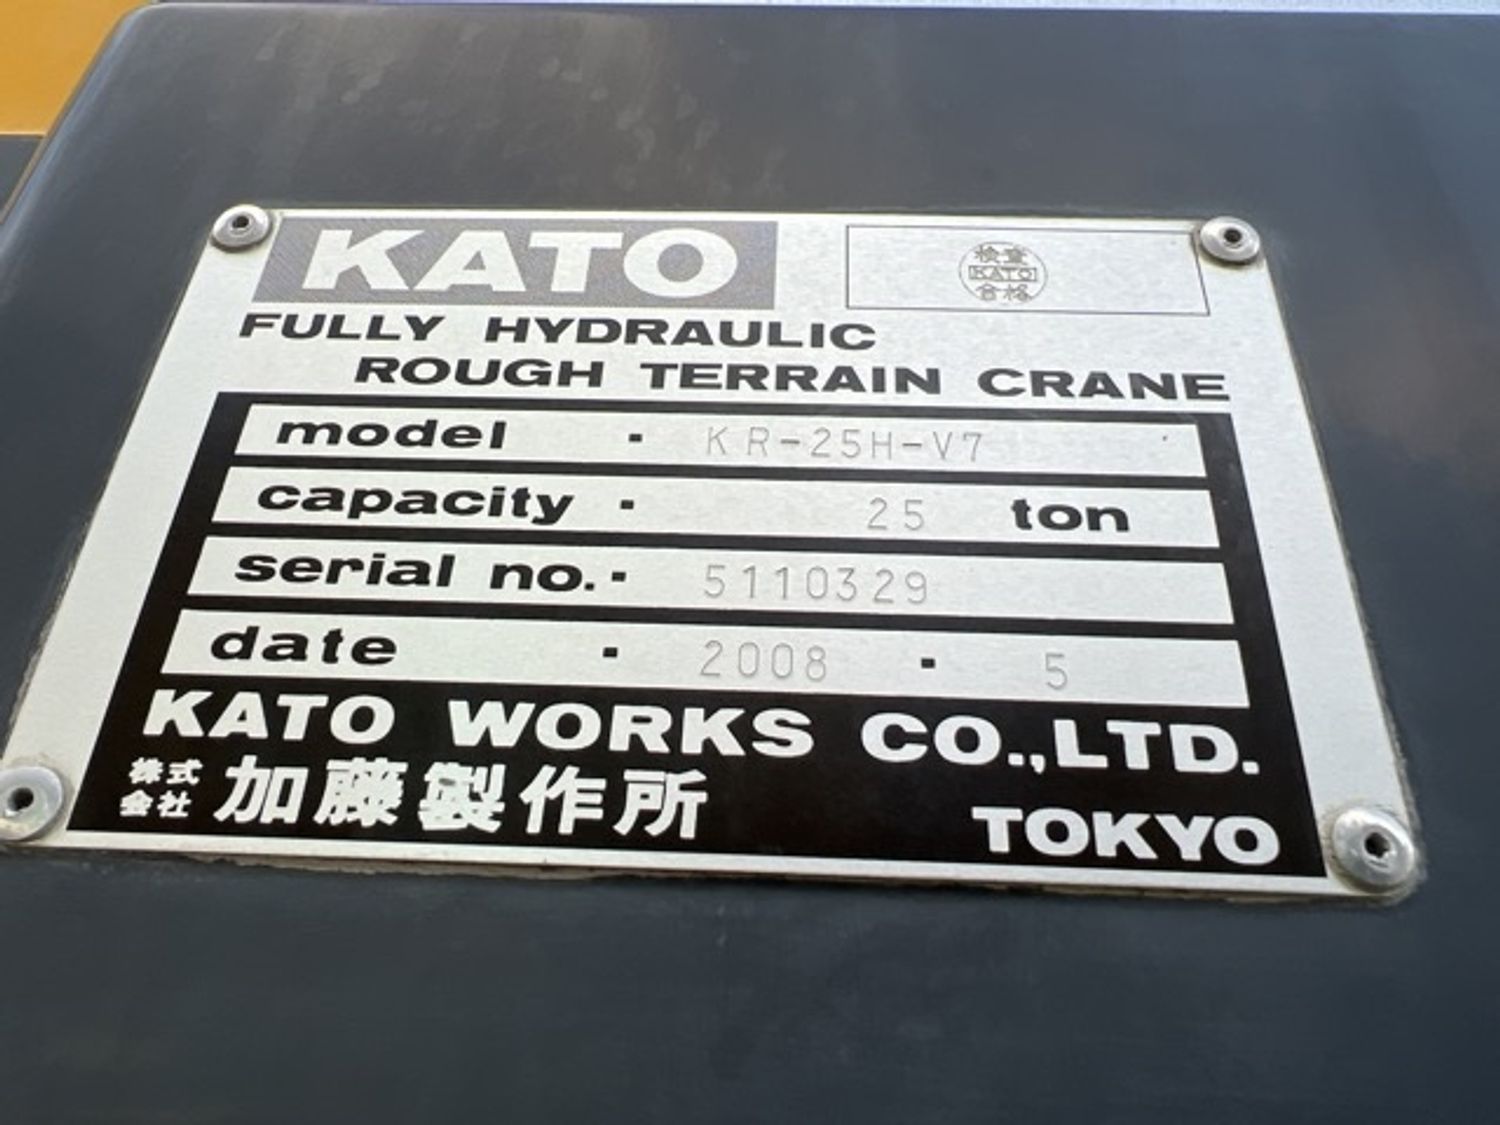 KATO
検査
KATO
合格
FULLY HYDRAULIC
ROUGH TERRAIN CRANE
model · KR-25H-V7
capacity · 25 ton
serial no. · 5110329
date · 2008 · 5
KATO WORKS CO.,LTD.
株式会社 加藤製作所
TOKYO